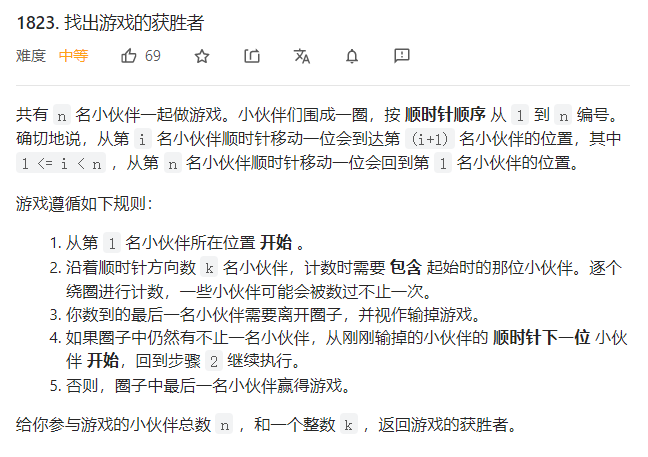 1823. 找出游戏的获胜者
难度 中等 69
共有 n 名小伙伴一起做游戏。小伙伴们围成一圈，按 顺时针顺序 从 1 到 n 编号。
确切地说，从第 i 名小伙伴顺时针移动一位会到达第 (i+1) 名小伙伴的位置，其中
1 <= i < n ，从第 n 名小伙伴顺时针移动一位会回到第 1 名小伙伴的位置。
游戏遵循如下规则：
1. 从第 1 名小伙伴所在位置 开始 。
2. 沿着顺时针方向数 k 名小伙伴，计数时需要 包含 起始时的那位小伙伴。逐个
绕圈进行计数，一些小伙伴可能会被数过不止一次。
3. 你数到的最后一名小伙伴需要离开圈子，并视作输掉游戏。
4. 如果圈子中仍然有不止一名小伙伴，从刚刚输掉的小伙伴的 顺时针下一位 小伙
伴 开始，回到步骤 2 继续执行。
5. 否则，圈子中最后一名小伙伴赢得游戏。
给你参与游戏的小伙伴总数 n ，和一个整数 k ，返回游戏的获胜者。